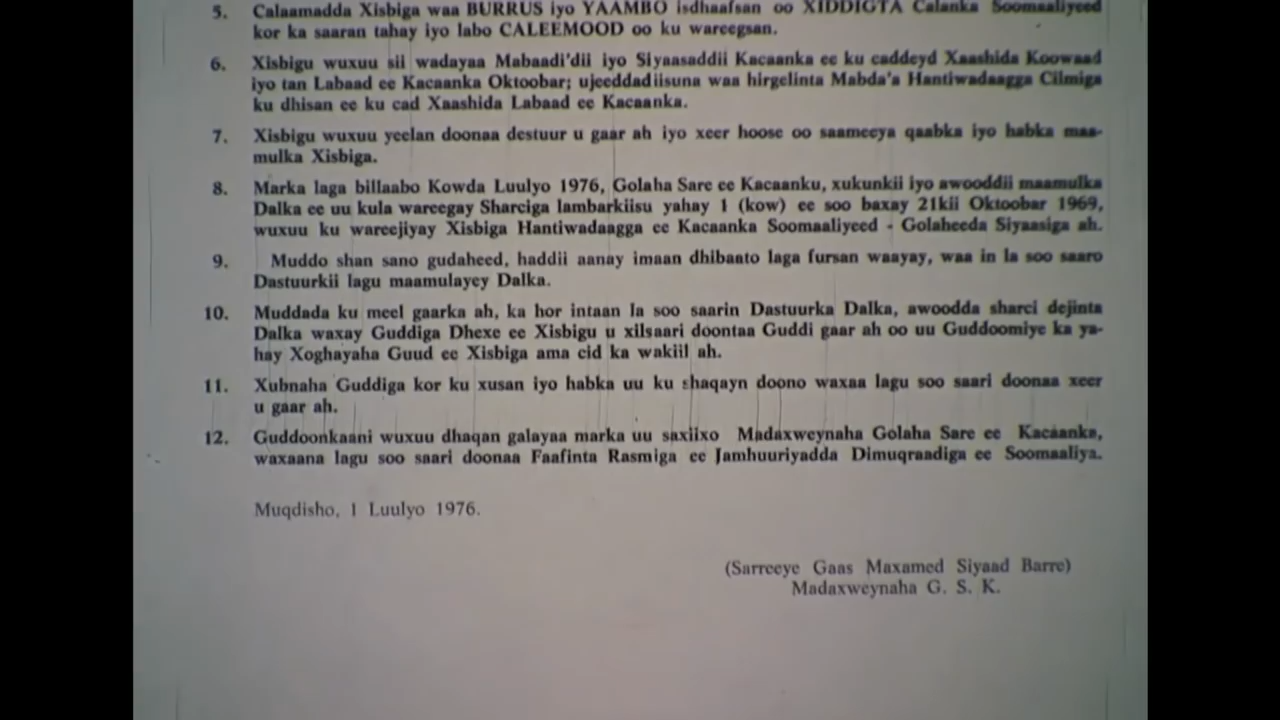 5. Calaamadda Xisbiga waa BURRUS iyo YAAMBO isdhaafsan oo XIDDIGTA Calanka Soomaaliyeed
kor ka saaran tahay iyo labo CALEEMOOD oo ku wareegsan.
6. Xisbigu wuxuu sii wadayaa Mabaadi'dii iyo Siyaasaddii Kacaanka ee ku caddeyd Xaashida Koowaad
iyo tan Labaad ee Kacaanka Oktoobar; ujeeddadiisuna waa hirgelinta Mabda'a Hantiwadaagga Cilmiga
ku dhisan ee ku cad Xaashida Labaad ee Kacaanka.
7. Xisbigu wuxuu yeelan doonaa destuur u gaar ah iyo xeer hoose oo saameeya qaabka iyo habka maa-
mulka Xisbiga.
8. Marka laga billaabo Kowda Luulyo 1976, Golaha Sare ee Kacaanku, xukunkii iyo awooddii maamulka
Dalka ee uu kula wareegay Sharciga lambarkiisu yahay 1 (kow) ee soo baxay 21kii Oktoobar 1969,
wuxuu ku wareejiyay Xisbiga Hantiwadaagga ee Kacaanka Soomaaliyeed - Golaheeda Siyaasiga ah.
9. Muddo shan sano gudaheed, haddii aanay imaan dhibaato laga fursan waayay, waa in la soo saaro
Dastuurkii lagu maamulayey Dalka.
10. Muddada ku meel gaarka ah, ka hor intaan la soo saarin Dastuurka Dalka, awoodda sharci dejinta
Dalka waxay Guddiga Dhexe ee Xisbigu u xilsaari doontaa Guddi gaar ah oo uu Guddoomiye ka ya-
hay Xoghayaha Guud ee Xisbiga ama cid ka wakiil ah.
11. Xubnaha Guddiga kor ku xusan iyo habka uu ku shaqayn doono waxaa lagu soo saari doonaa xeer
u gaar ah.
12. Guddoonkaani wuxuu dhaqan galayaa marka uu saxiixo Madaxweynaha Golaha Sare ee Kacaanka,
waxaana lagu soo saari doonaa Faafinta Rasmiga ee Jamhuuriyadda Dimuqraadiga ee Soomaaliya.
Muqdisho, 1 Luulyo 1976.
(Sarreeye Gaas Maxamed Siyaad Barre)
Madaxweynaha G. S. K.